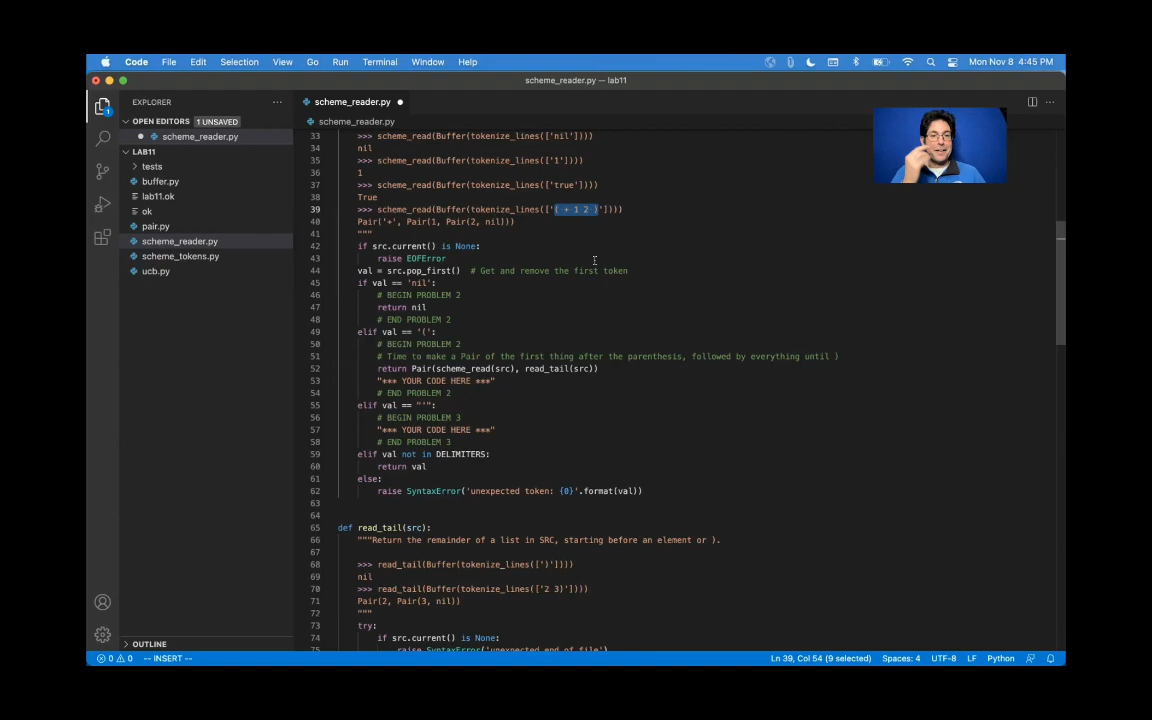 Code File Edit Selection View Go Run Terminal Window Help Mon Nov 8 4:45 PM
scheme_reader.py — lab11
EXPLORER
OPEN EDITORS 1 UNSAVED
scheme_reader.py
LAB11
tests
buffer.py
lab11.ok
ok
pair.py
scheme_reader.py
scheme_tokens.py
ucb.py
OUTLINE
1
scheme_reader.py
scheme_reader.py
33 >>> scheme_read(Buffer(tokenize_lines(['nil'])))
34 nil
35 >>> scheme_read(Buffer(tokenize_lines(['1'])))
36 1
37 >>> scheme_read(Buffer(tokenize_lines(['true'])))
38 True
39 >>> scheme_read(Buffer(tokenize_lines(['( + 1 2 )'])))
40 Pair('+', Pair(1, Pair(2, nil)))
41 """
42 if src.current() is None:
43 raise EOFError
44 val = src.pop_first()  # Get and remove the first token
45 if val == 'nil':
46 # BEGIN PROBLEM 2
47 return nil
48 # END PROBLEM 2
49 elif val == '(':
50 # BEGIN PROBLEM 2
51 # Time to make a Pair of the first thing after the parenthesis, followed by everything until )
52 return Pair(scheme_read(src), read_tail(src))
53 "*** YOUR CODE HERE ***"
54 # END PROBLEM 2
55 elif val == "'":
56 # BEGIN PROBLEM 3
57 "*** YOUR CODE HERE ***"
58 # END PROBLEM 3
59 elif val not in DELIMITERS:
60 return val
61 else:
62 raise SyntaxError('unexpected token: {0}'.format(val))
63
64
65 def read_tail(src):
66 """Return the remainder of a list in SRC, starting before an element or ).
67
68 >>> read_tail(Buffer(tokenize_lines([')'])))
69 nil
70 >>> read_tail(Buffer(tokenize_lines(['2 3)'])))
71 Pair(2, Pair(3, nil))
72 """
73 try:
74 if src.current() is None:
75 raise SyntaxError('unexpected end of file')
0 0 -- INSERT -- Ln 39, Col 54 (9 selected) Spaces: 4 UTF-8 LF Python